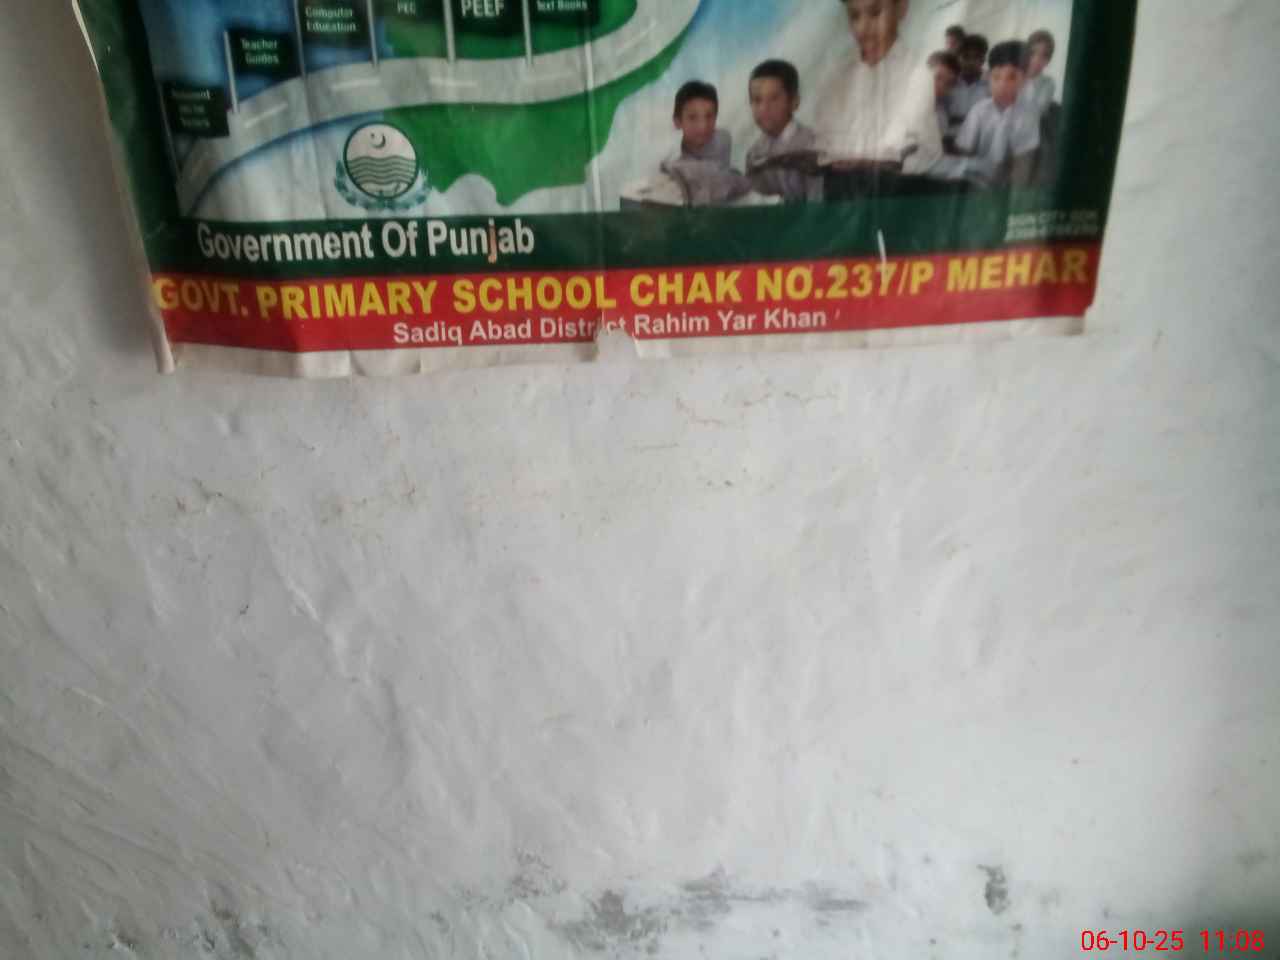 Computer
Education
PEC
PEEF
Text Books
Teacher
Guides
Government Of Punjab
GOVT. PRIMARY SCHOOL CHAK NO.237/P MEHAR
Sadiq Abad District Rahim Yar Khan
06-10-25 11:08